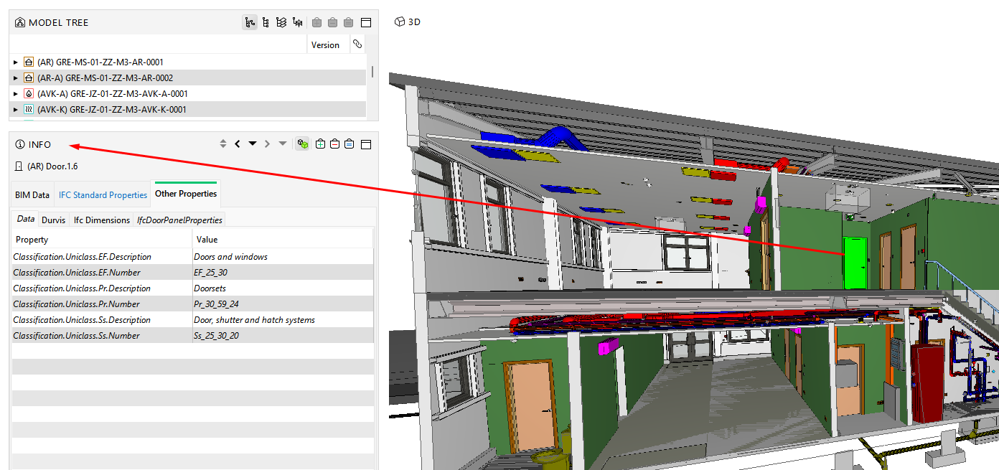 MODEL TREE
Version
(AR) GRE-MS-01-ZZ-M3-AR-0001
(AR-A) GRE-MS-01-ZZ-M3-AR-0002
(AVK-A) GRE-JZ-01-ZZ-M3-AVK-A-0001
(AVK-K) GRE-JZ-01-ZZ-M3-AVK-K-0001
INFO
(AR) Door.1.6
BIM Data IFC Standard Properties Other Properties
Data Durvis Ifc Dimensions IfcDoorPanelProperties
Property Value
Classification.Uniclass.EF.Description Doors and windows
Classification.Uniclass.EF.Number EF_25_30
Classification.Uniclass.Pr.Description Doorsets
Classification.Uniclass.Pr.Number Pr_30_59_24
Classification.Uniclass.Ss.Description Door, shutter and hatch systems
Classification.Uniclass.Ss.Number Ss_25_30_20
3D